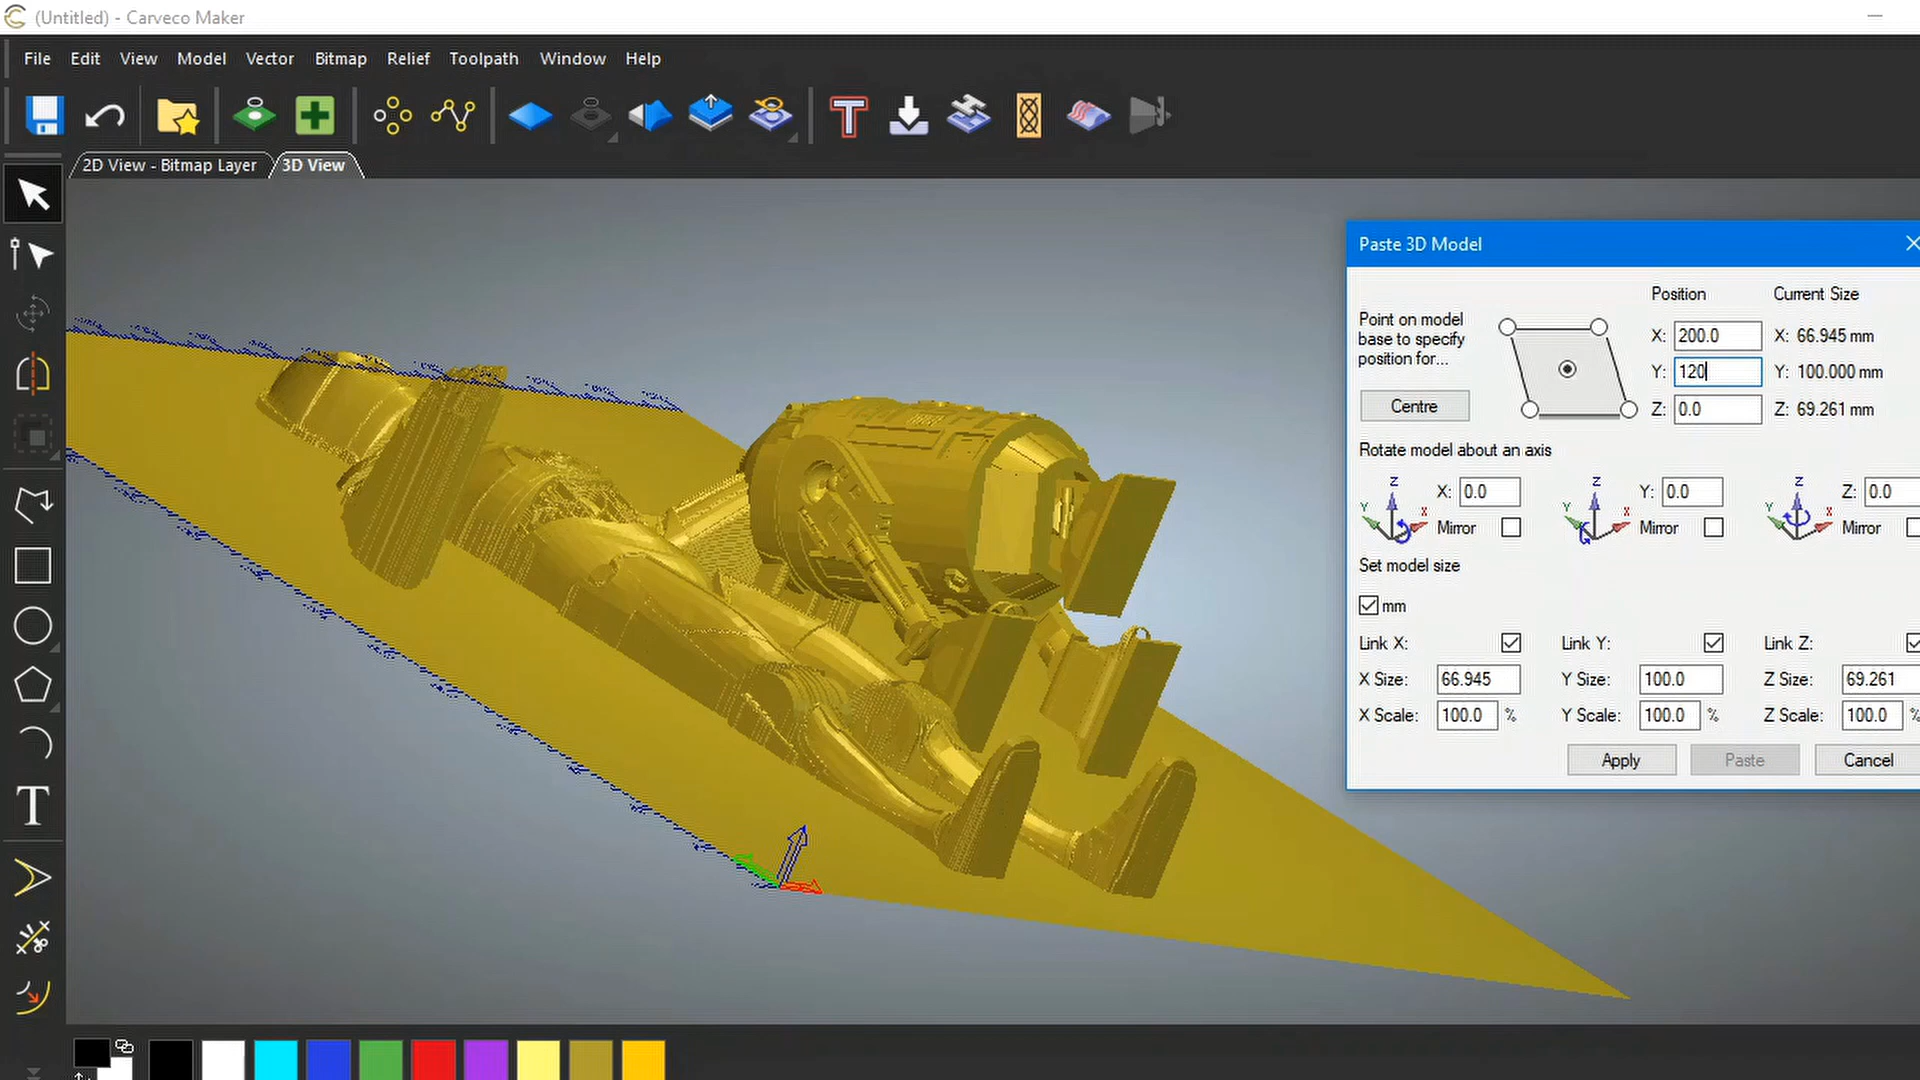 (Untitled) - Carveco Maker
File Edit View Model Vector Bitmap Relief Toolpath Window Help
2D View - Bitmap Layer 3D View
Paste 3D Model
Position Current Size
Point on model
base to specify
position for...
X: 200.0 X: 66.945 mm
Y: 120 Y: 100.000 mm
Z: 0.0 Z: 69.261 mm
Centre
Rotate model about an axis
Z Y X X: 0.0 Mirror
Z Y X Y: 0.0 Mirror
Z Y X Z: 0.0 Mirror
Set model size
mm
Link X: Link Y: Link Z:
X Size: 66.945 Y Size: 100.0 Z Size: 69.261
X Scale: 100.0 % Y Scale: 100.0 % Z Scale: 100.0 %
Apply Paste Cancel